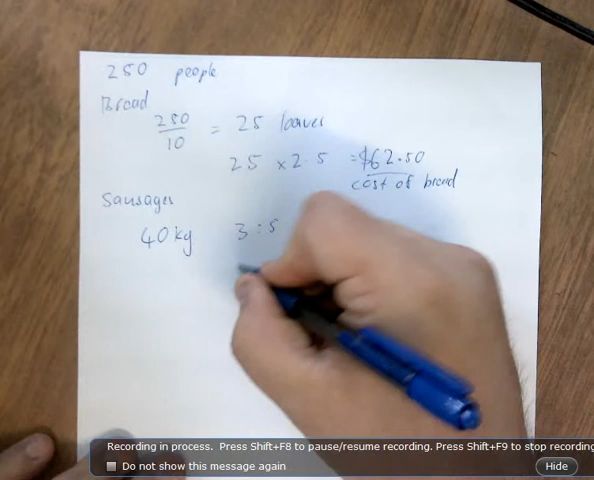 250 people
Bread
250
10
= 25 loaves
25 x 2.5 = $62.50
cost of bread
Sausages
40kg 3:5
Recording in process. Press Shift+F8 to pause/resume recording. Press Shift+F9 to stop recording
Do not show this message again
Hide